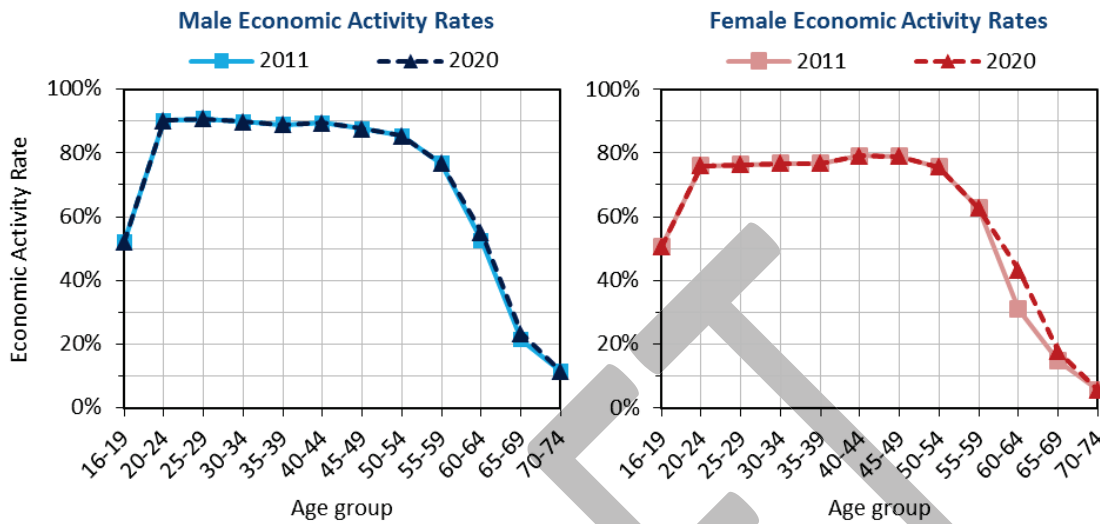 Male Economic Activity Rates
2011 2020
Economic Activity Rate
100%
80%
60%
40%
20%
0%
16-19 20-24 25-29 30-34 35-39 40-44 45-49 50-54 55-59 60-64 65-69 70-74
Age group
Female Economic Activity Rates
2011 2020
100%
80%
60%
40%
20%
0%
16-19 20-24 25-29 30-34 35-39 40-44 45-49 50-54 55-59 60-64 65-69 70-74
Age group